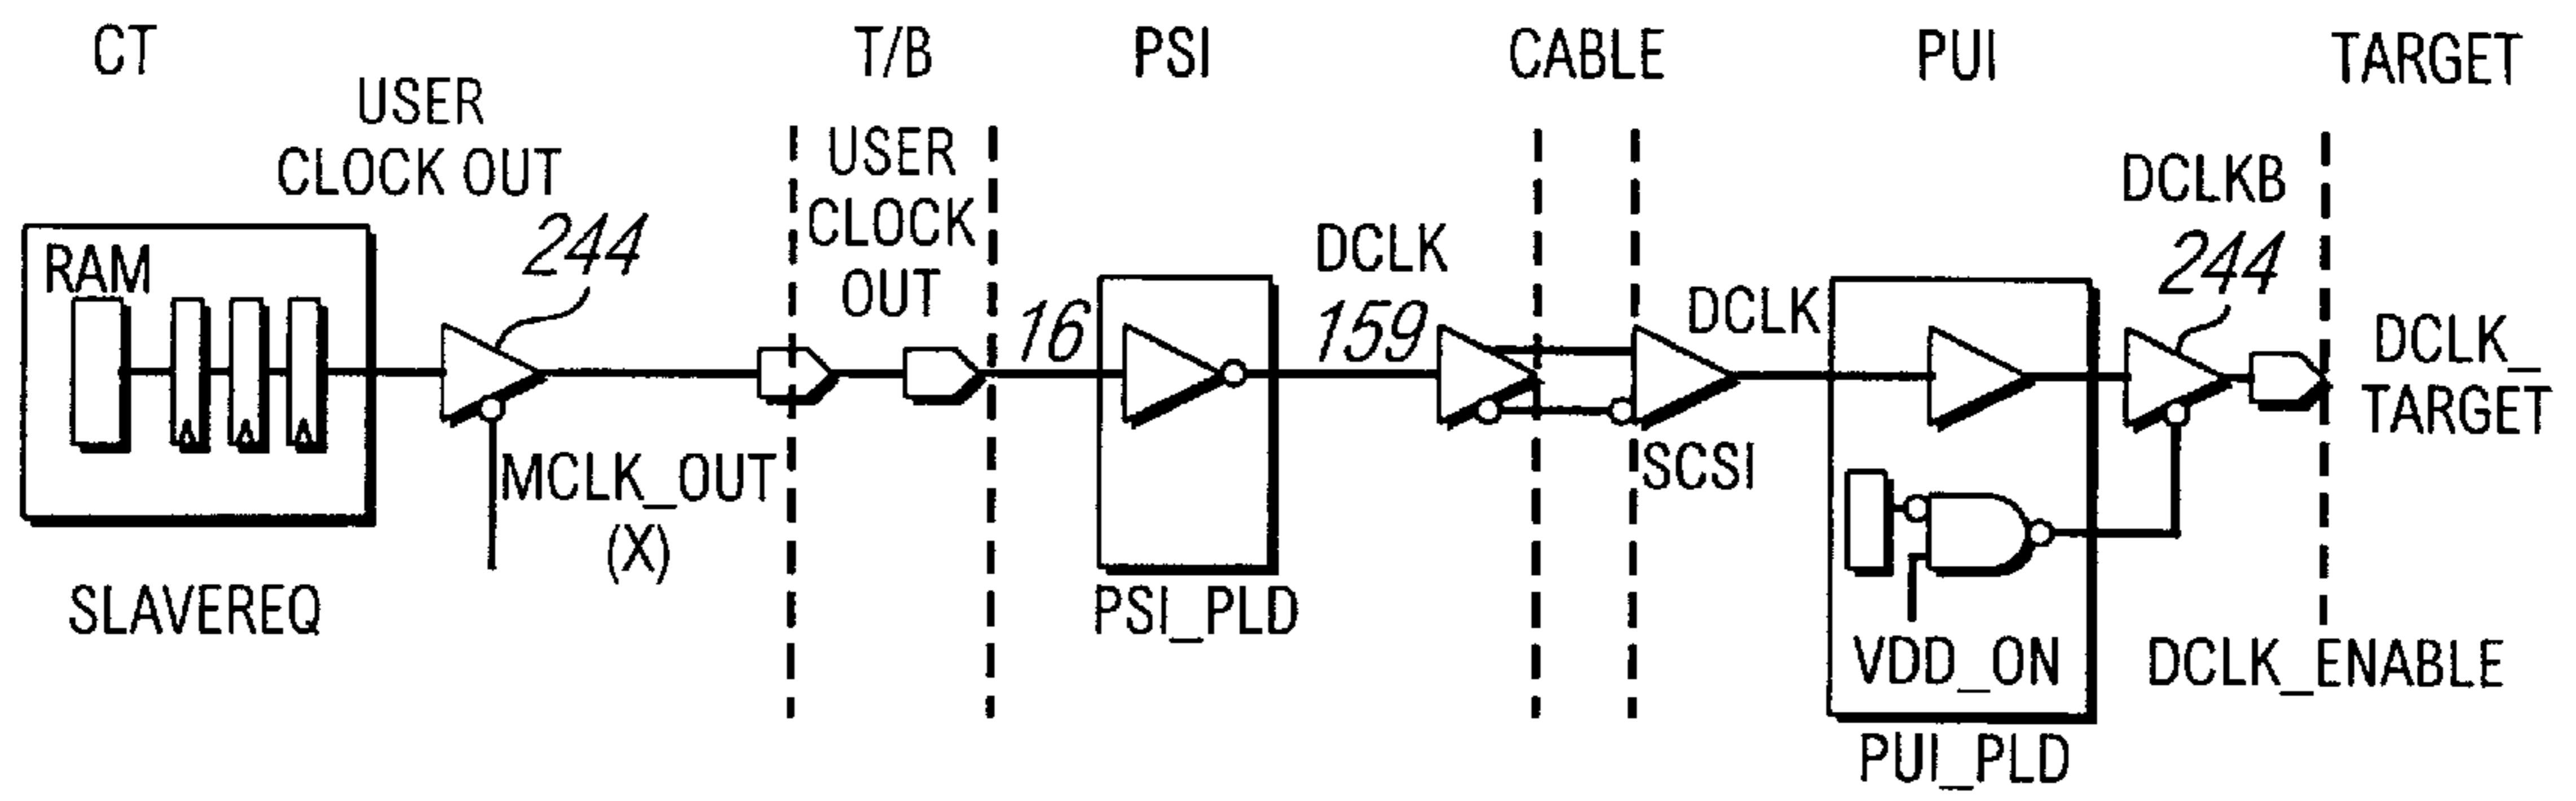 CT
T/B
PSI
CABLE
PUI
TARGET
USER
CLOCK OUT
USER
CLOCK
OUT
DCLKB
RAM
244
DCLK
16
159
DCLK
244
DCLK_
TARGET
MCLK_OUT
(X)
SCSI
SLAVEREQ
PSI_PLD
VDD_ON
DCLK_ENABLE
PUI_PLD